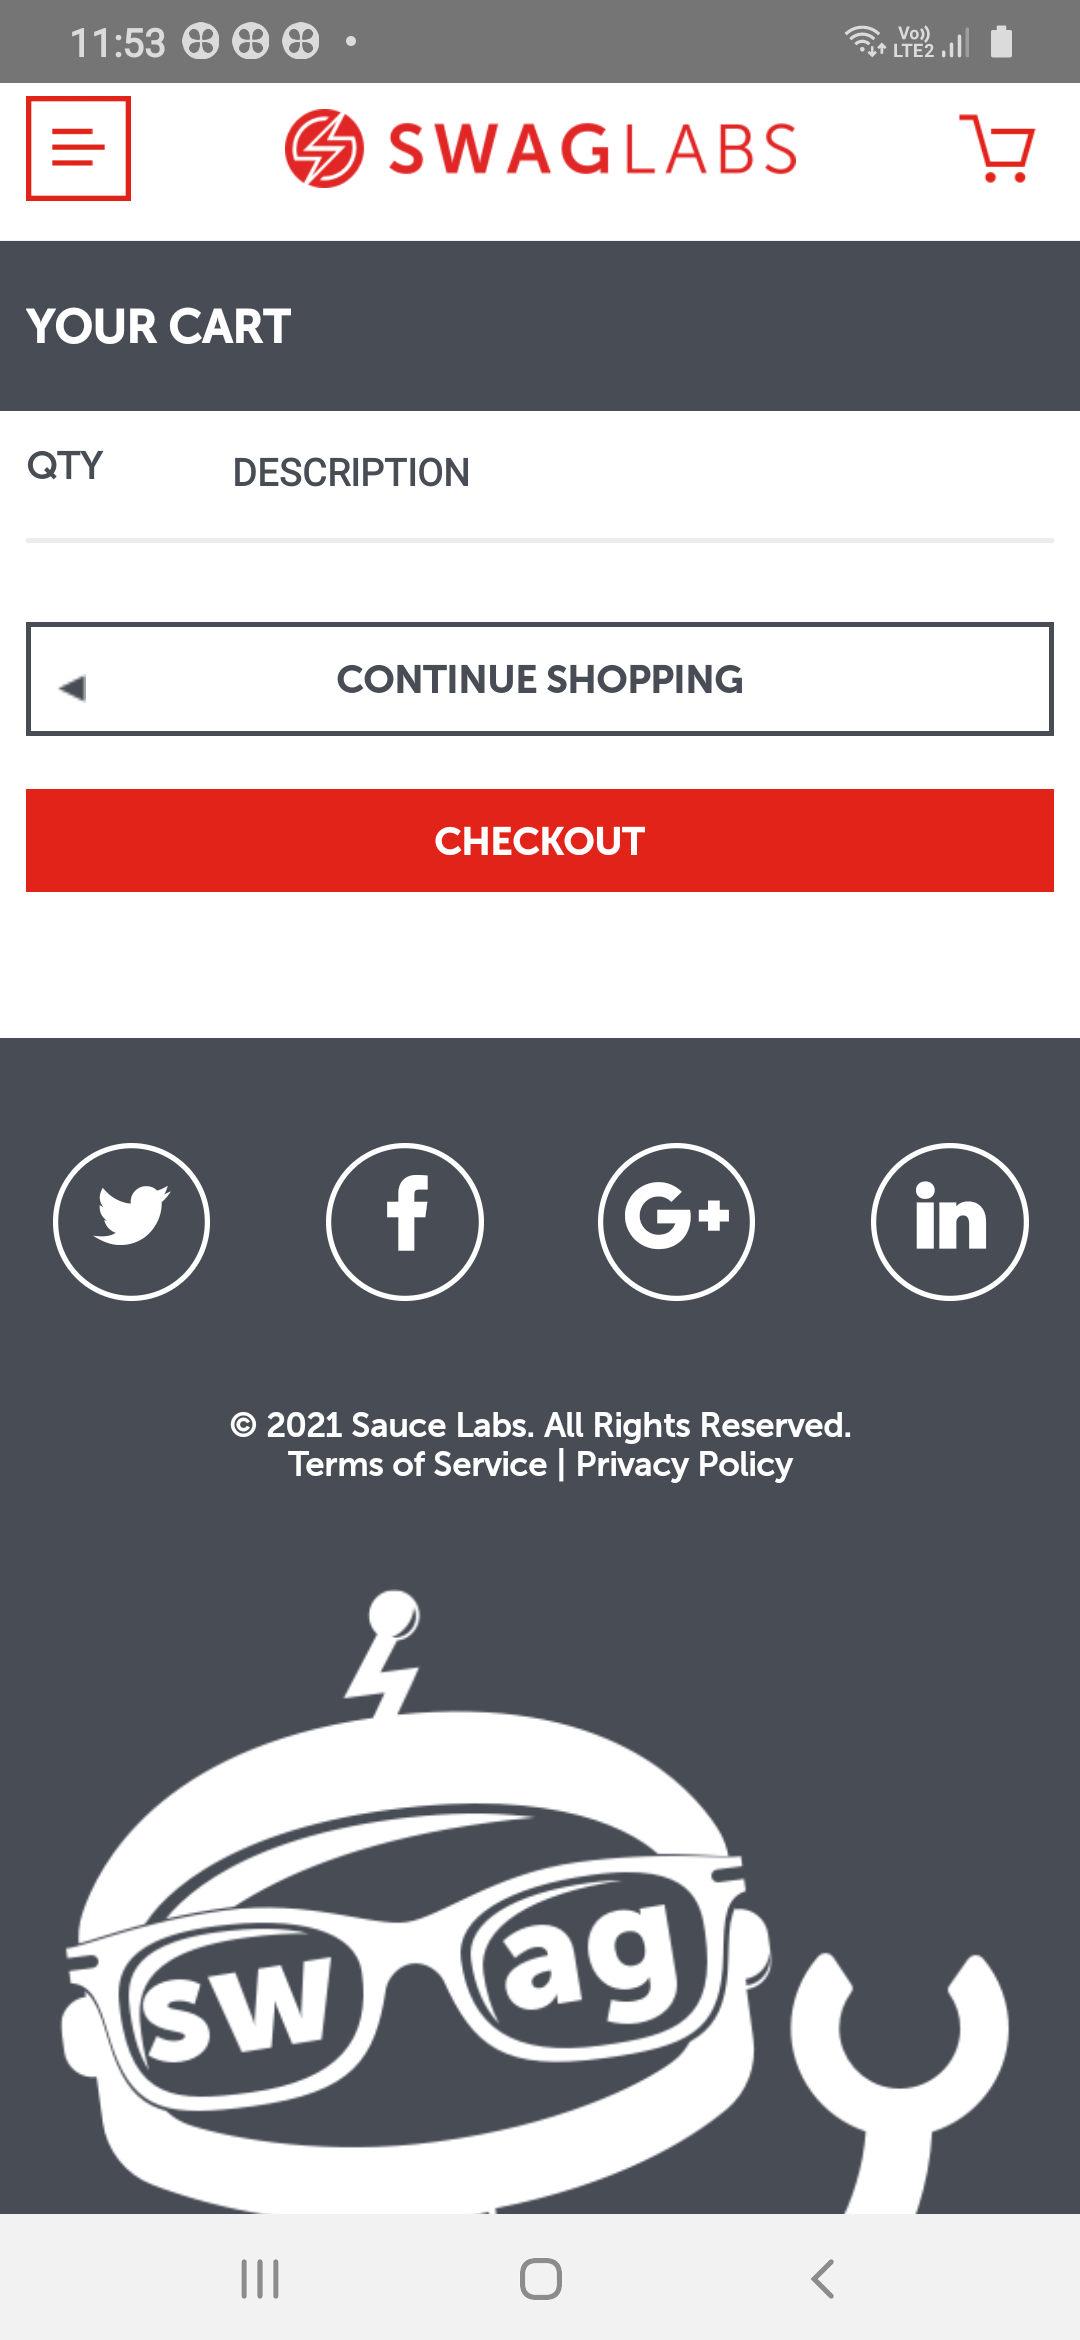 11:53
Vo))
LTE2
SWAGLABS
YOUR CART
QTY
DESCRIPTION
CONTINUE SHOPPING
CHECKOUT
f
G+
in
© 2021 Sauce Labs. All Rights Reserved.
Terms of Service | Privacy Policy
sw ag